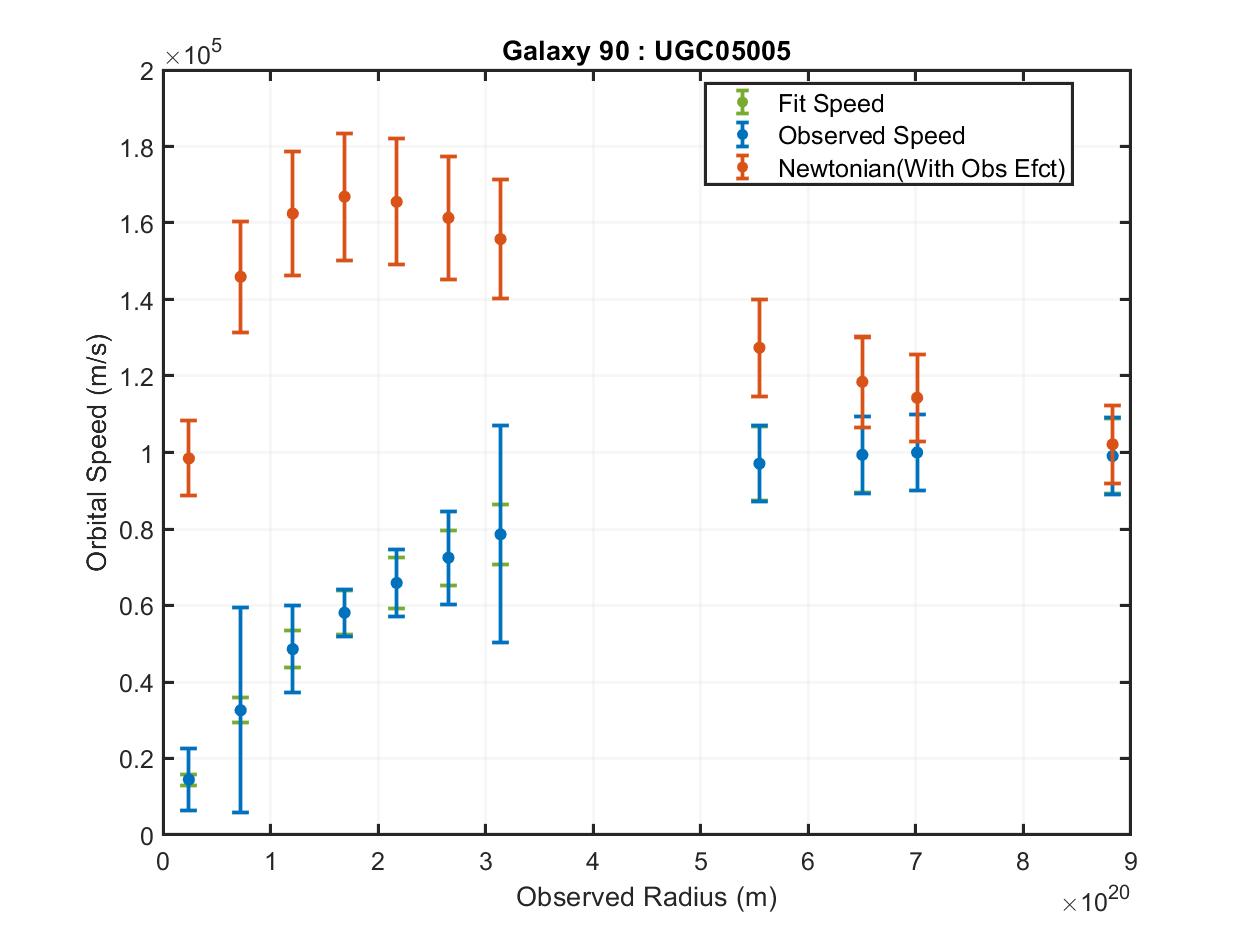 Galaxy 90 : UGC05005
×10^5
2
1.8
1.6
1.4
1.2
1
0.8
0.6
0.4
0.2
0
Orbital Speed (m/s)
Fit Speed
Observed Speed
Newtonian(With Obs Efct)
0 1 2 3 4 5 6 7 8 9
Observed Radius (m)
×10^20